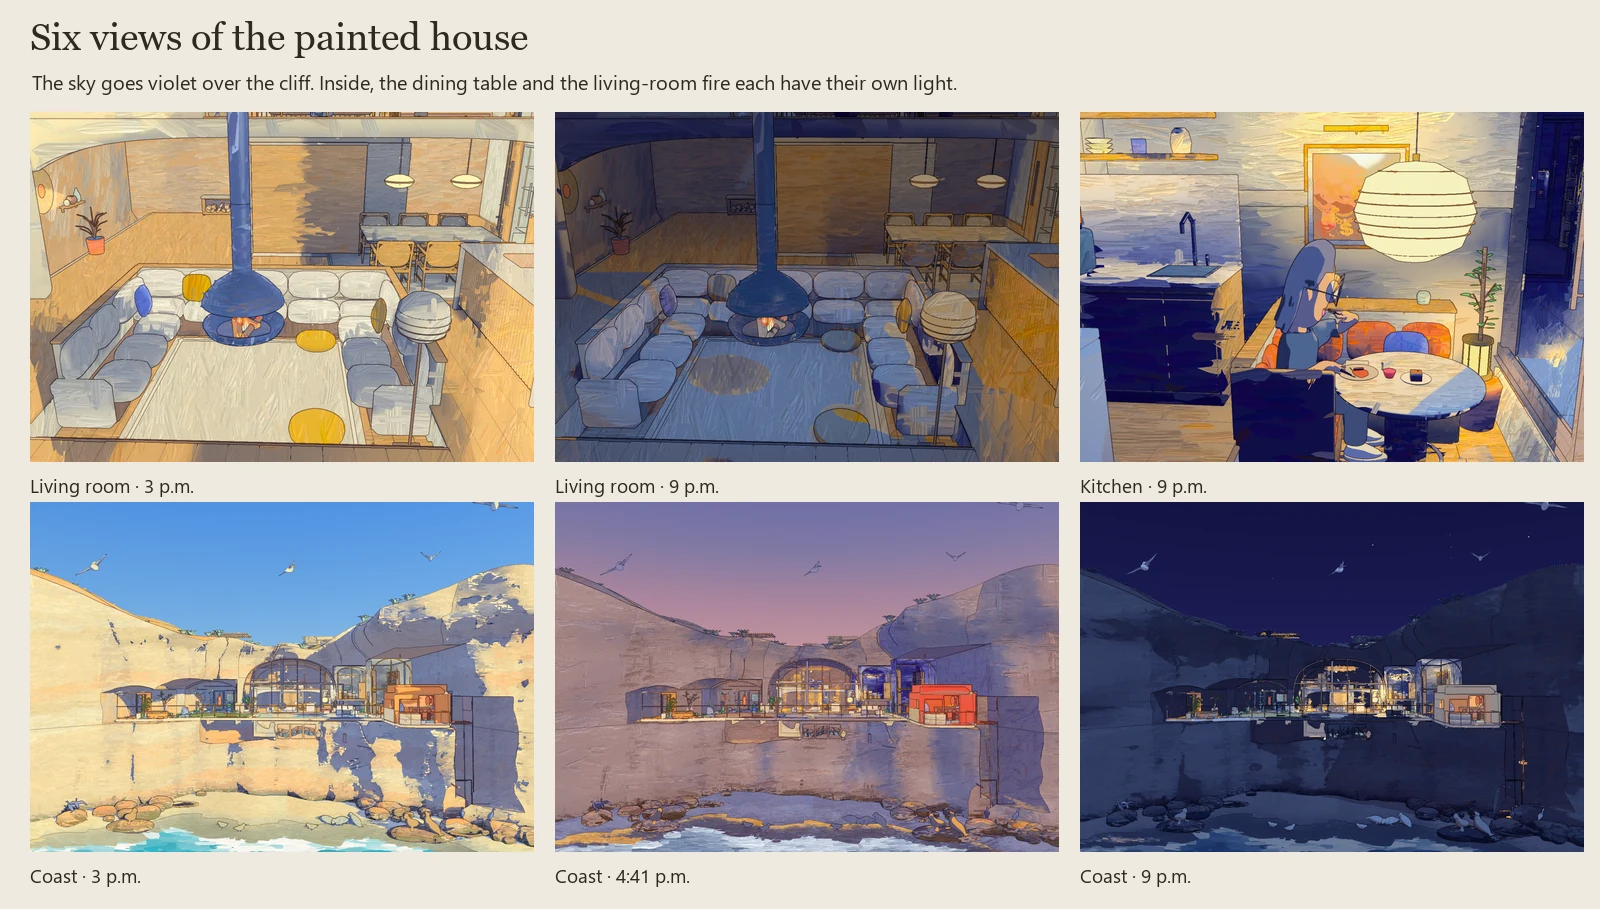 Six views of the painted house
The sky goes violet over the cliff. Inside, the dining table and the living-room fire each have their own light.
Living room · 3 p.m.
Living room · 9 p.m.
Kitchen · 9 p.m.
Coast · 3 p.m.
Coast · 4:41 p.m.
Coast · 9 p.m.